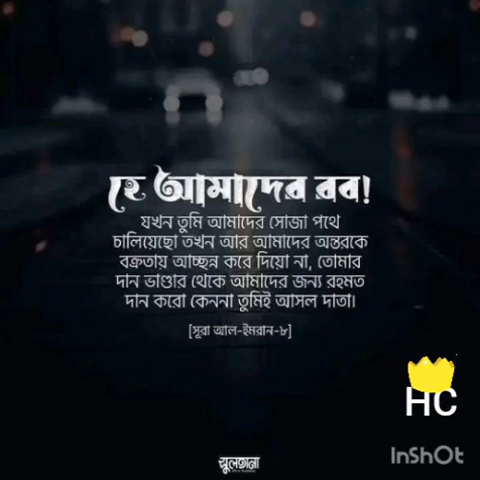 হে আমাদের রব!
যখন তুমি আমাদের সোজা পথে
চালিয়েছো তখন আর আমাদের অন্তরকে
বক্রতায় আচ্ছন্ন করে দিয়ো না, তোমার
দান ভাণ্ডার থেকে আমাদের জন্য রহমত
দান করো কেননা তুমিই আসল দাতা।
[সূরা আল-ইমরান-৮]
HC
InShOt
সুলতানা